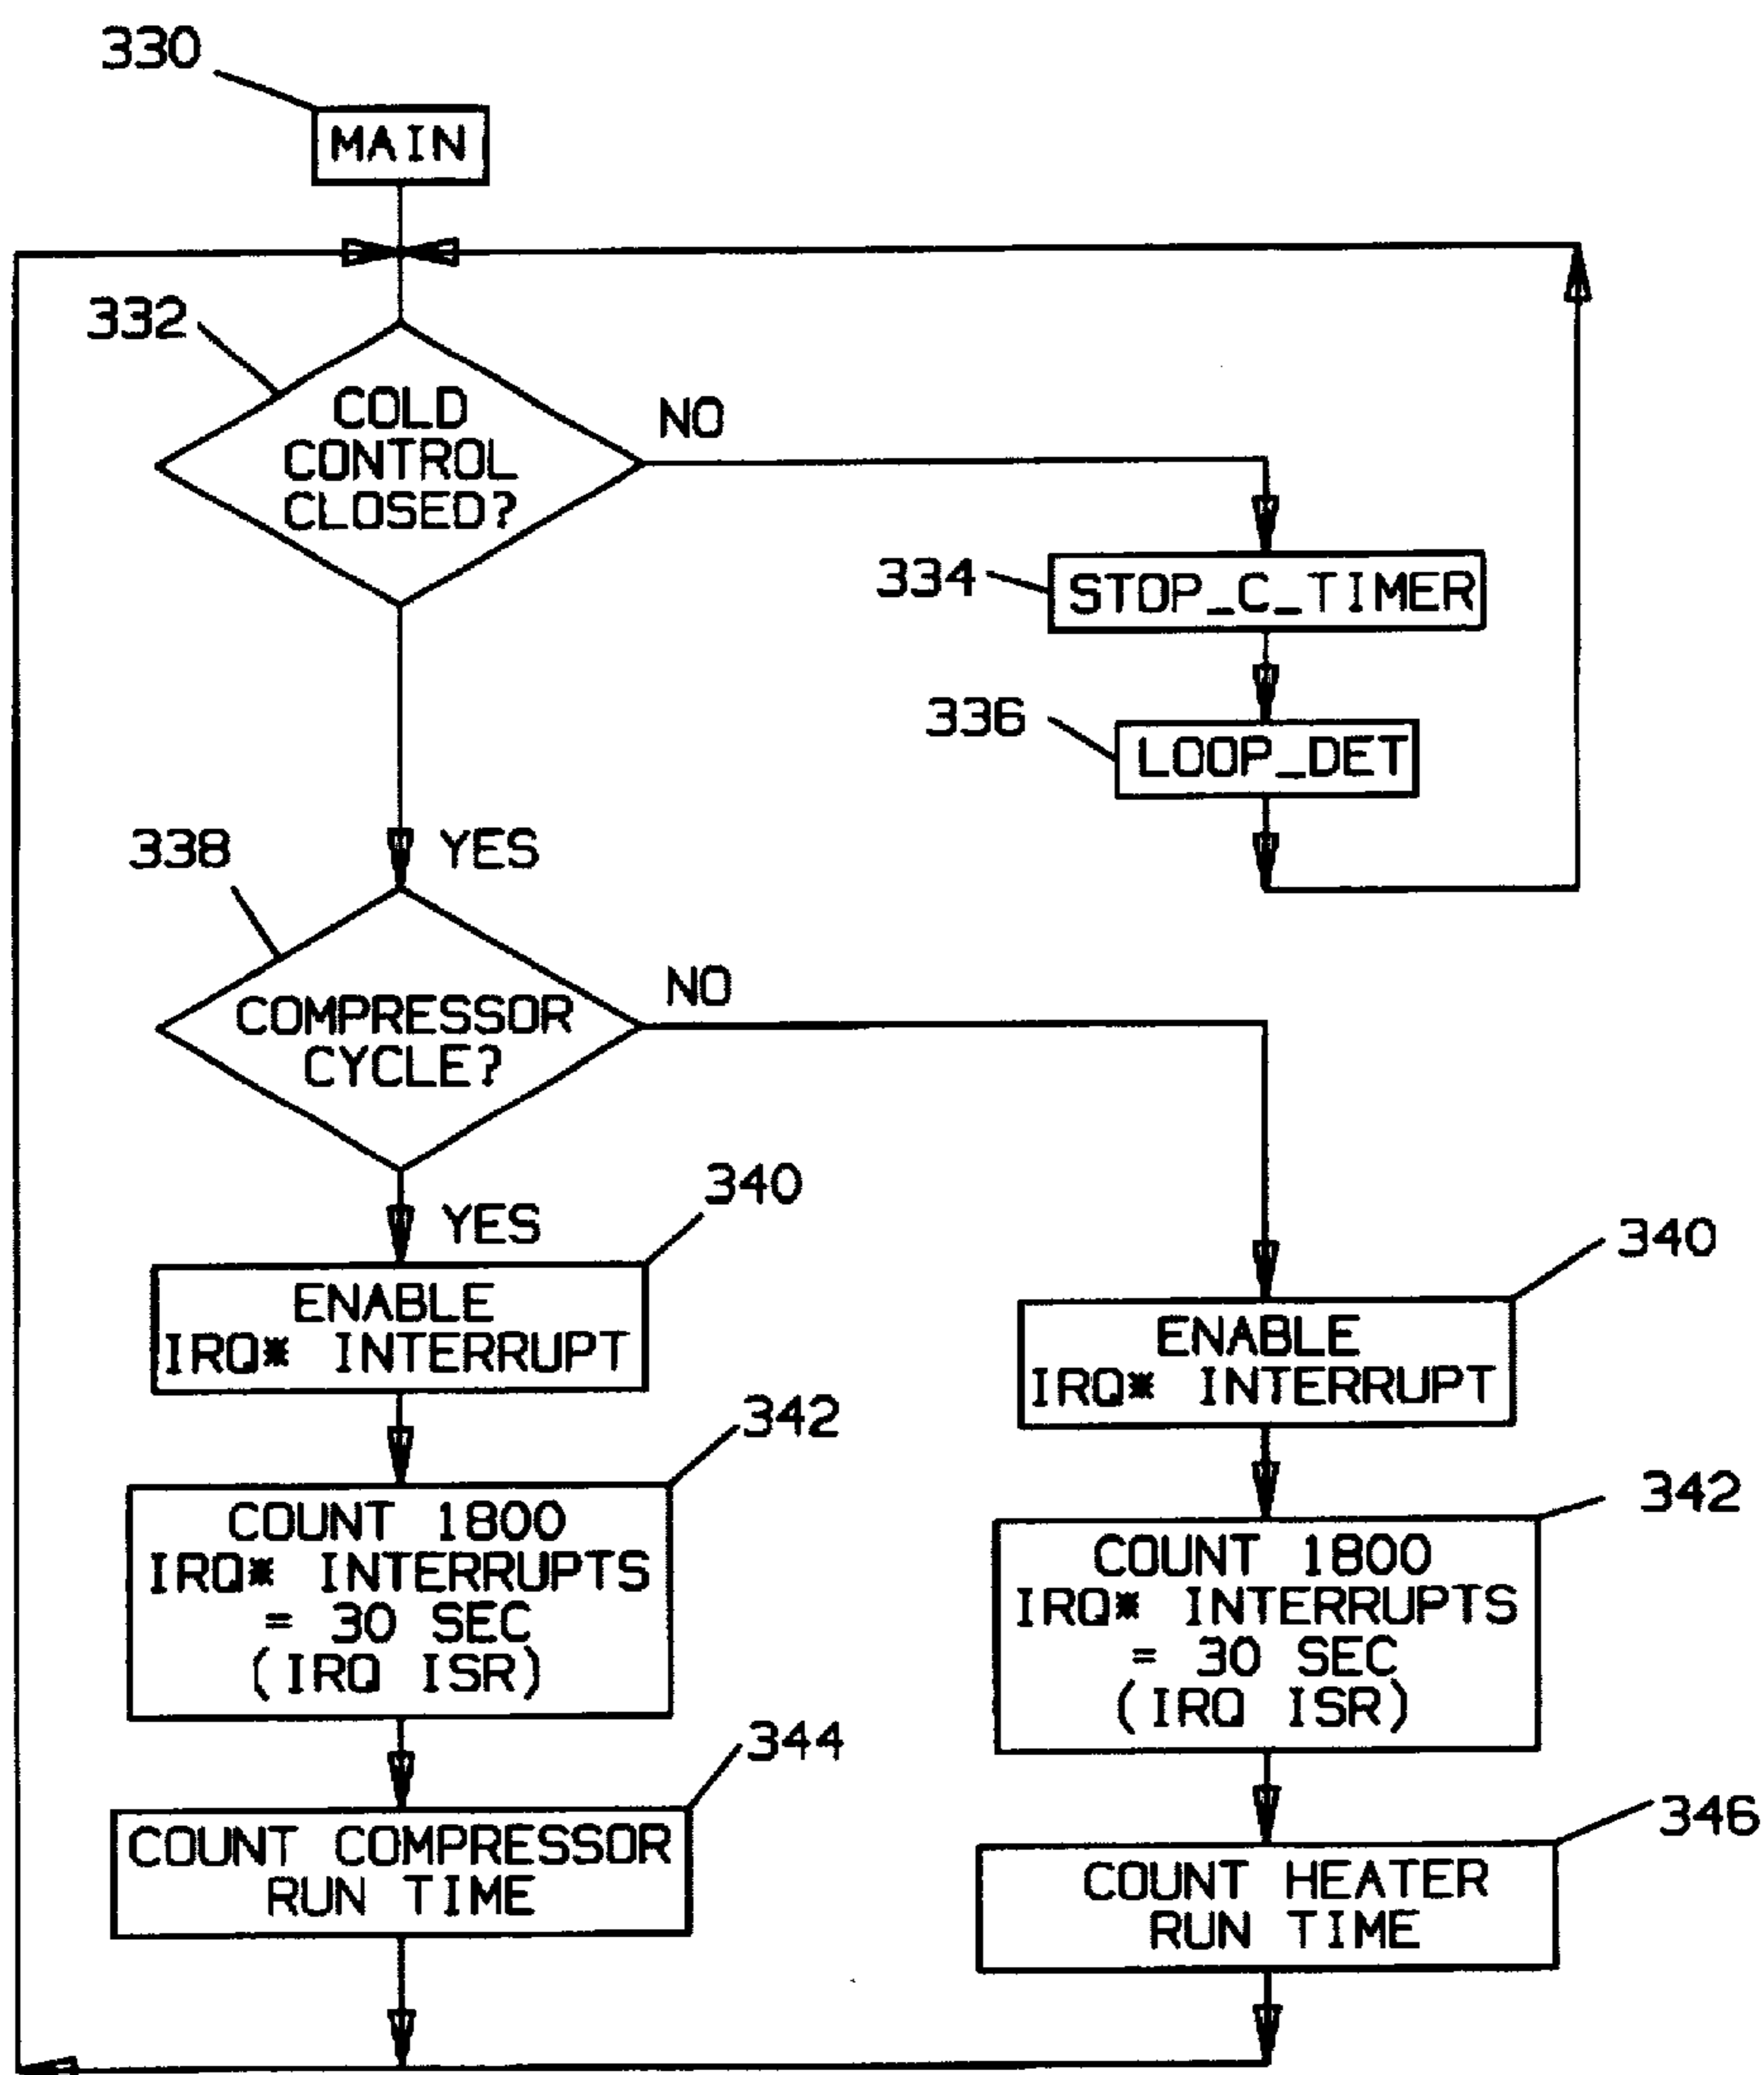 330
MAIN
332
COLD
CONTROL
CLOSED?
NO
334
STOP_C_TIMER
336
LOOP_DET
338
YES
COMPRESSOR
CYCLE?
NO
YES
340
ENABLE
IRQ* INTERRUPT
342
COUNT 1800
IRQ* INTERRUPTS
= 30 SEC
(IRQ ISR)
344
COUNT COMPRESSOR
RUN TIME
340
ENABLE
IRQ* INTERRUPT
342
COUNT 1800
IRQ* INTERRUPTS
= 30 SEC
(IRQ ISR)
346
COUNT HEATER
RUN TIME